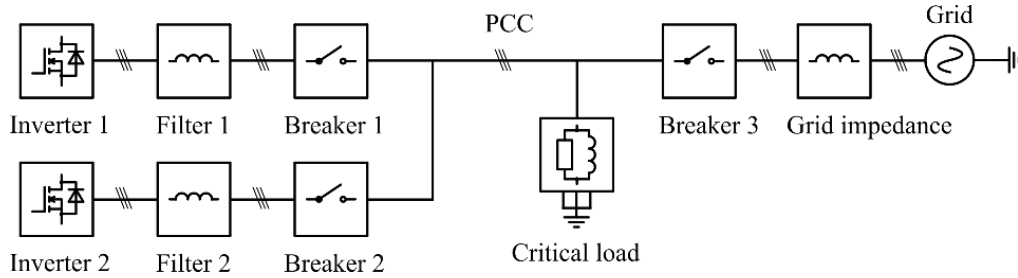 Grid
PCC
Inverter 1
Filter 1
Breaker 1
Breaker 3
Grid impedance
Critical load
Inverter 2
Filter 2
Breaker 2